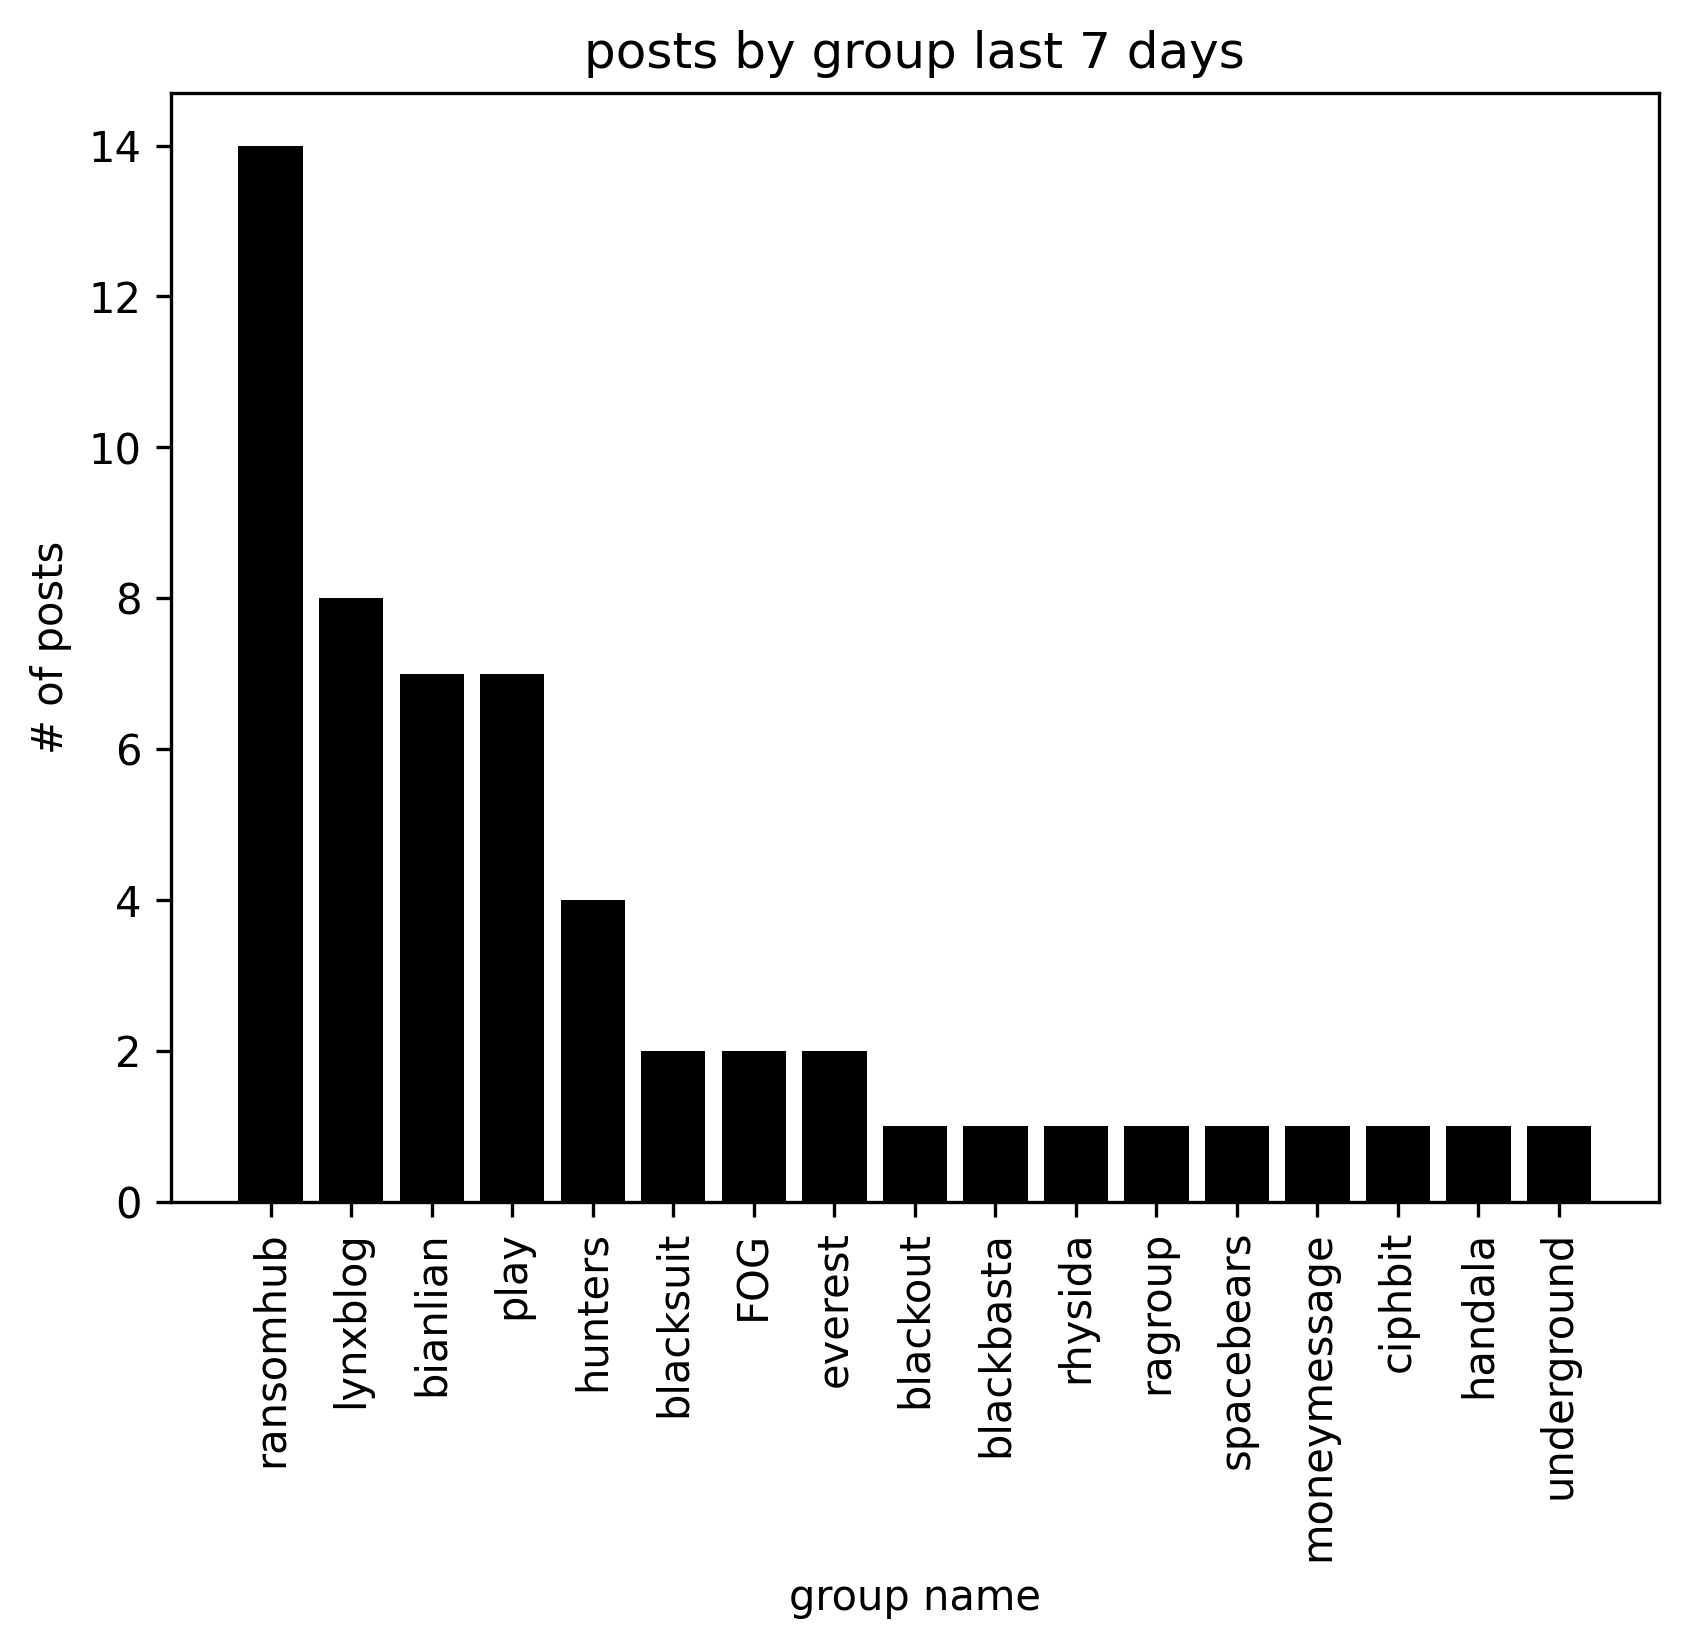 posts by group last 7 days
14
12
10
8
6
4
2
0
# of posts
ransomhub
lynxblog
bianlian
play
hunters
blacksuit
FOG
everest
blackout
blackbasta
rhysida
ragroup
spacebears
moneymessage
ciphbit
handala
underground
group name